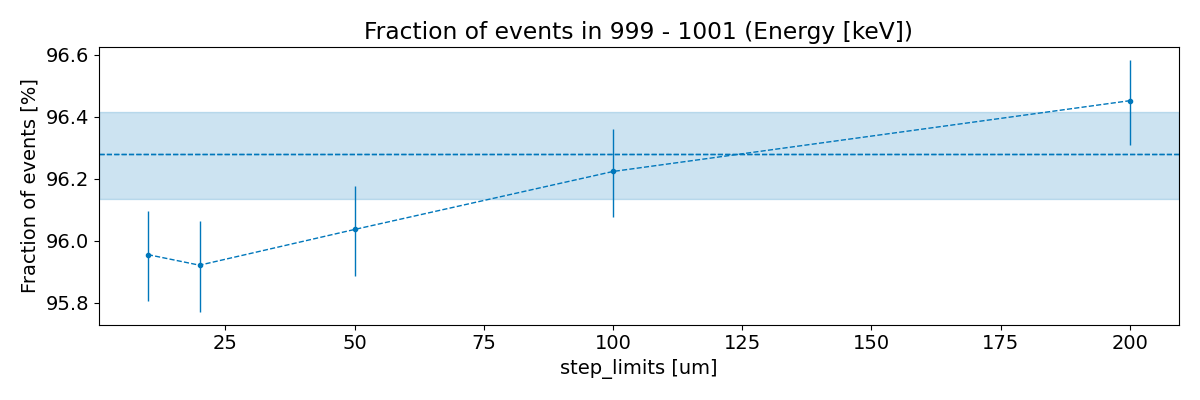 Fraction of events in 999 - 1001 (Energy [keV])
Fraction of events [%]
96.6
96.4
96.2
96.0
95.8
25 50 75 100 125 150 175 200
step_limits [um]